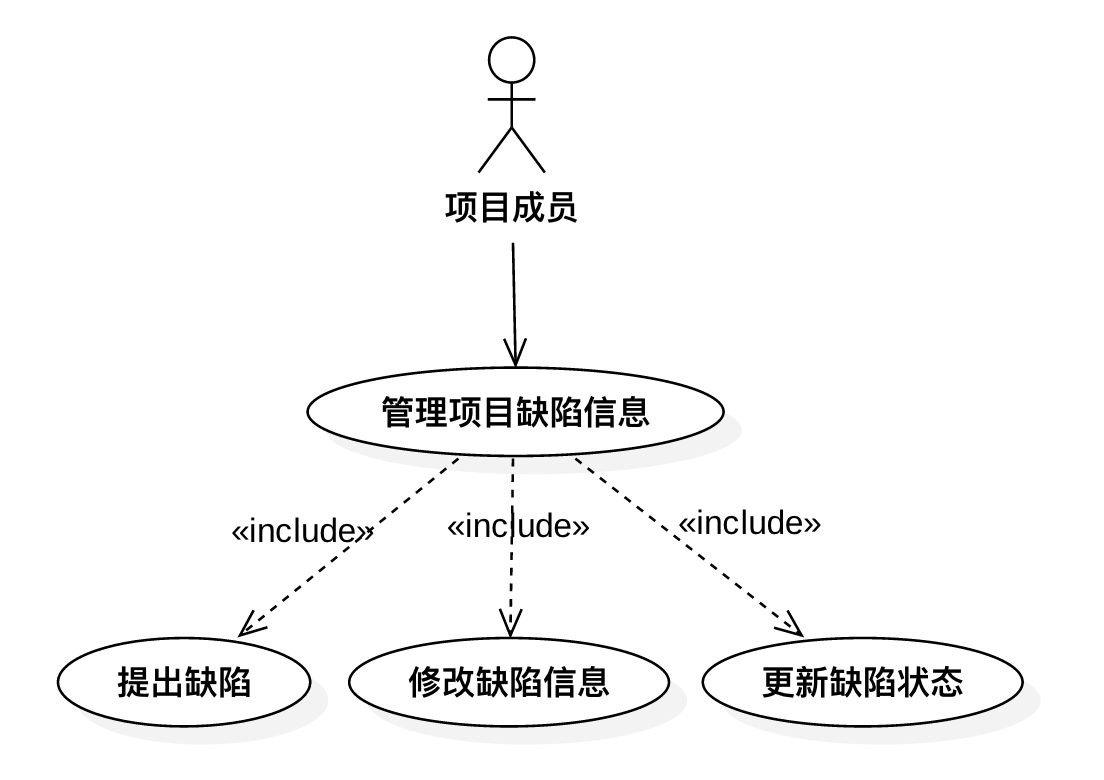 项目成员
管理项目缺陷信息
«include»
«include»
«include»
提出缺陷
修改缺陷信息
更新缺陷状态